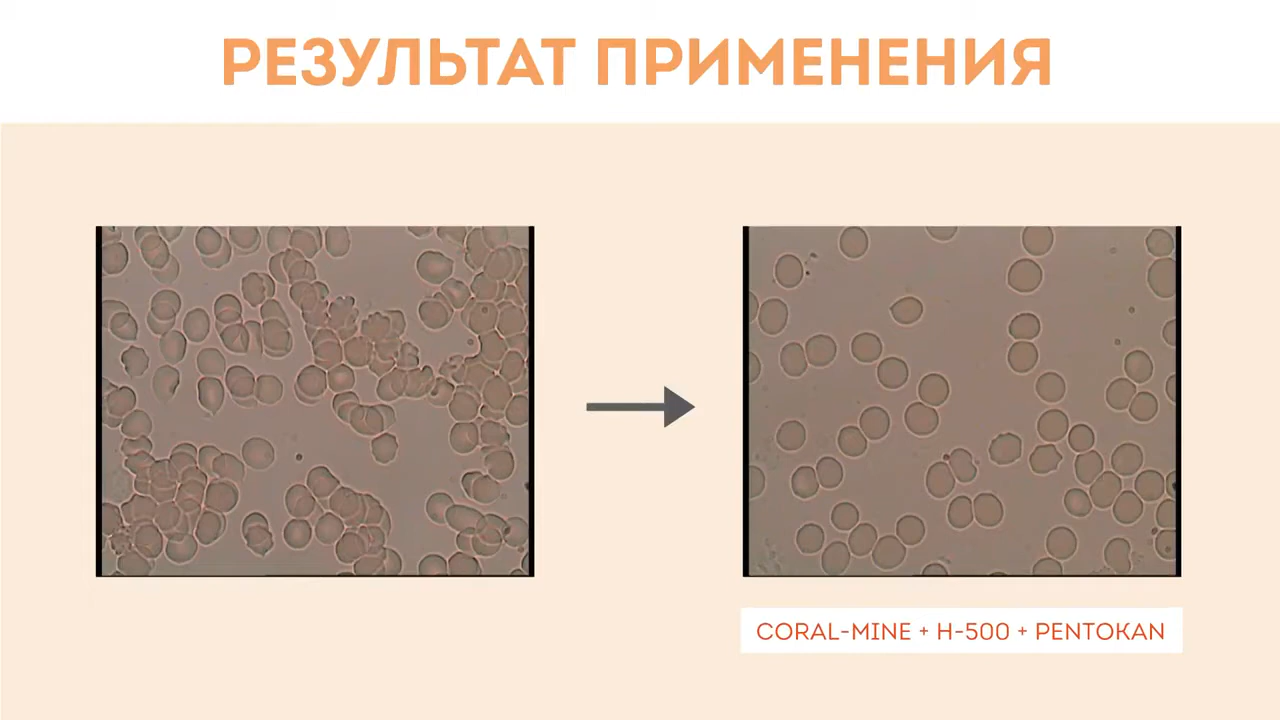 РЕЗУЛЬТАТ ПРИМЕНЕНИЯ
CORAL-MINE + H-500 + PENTOKAN